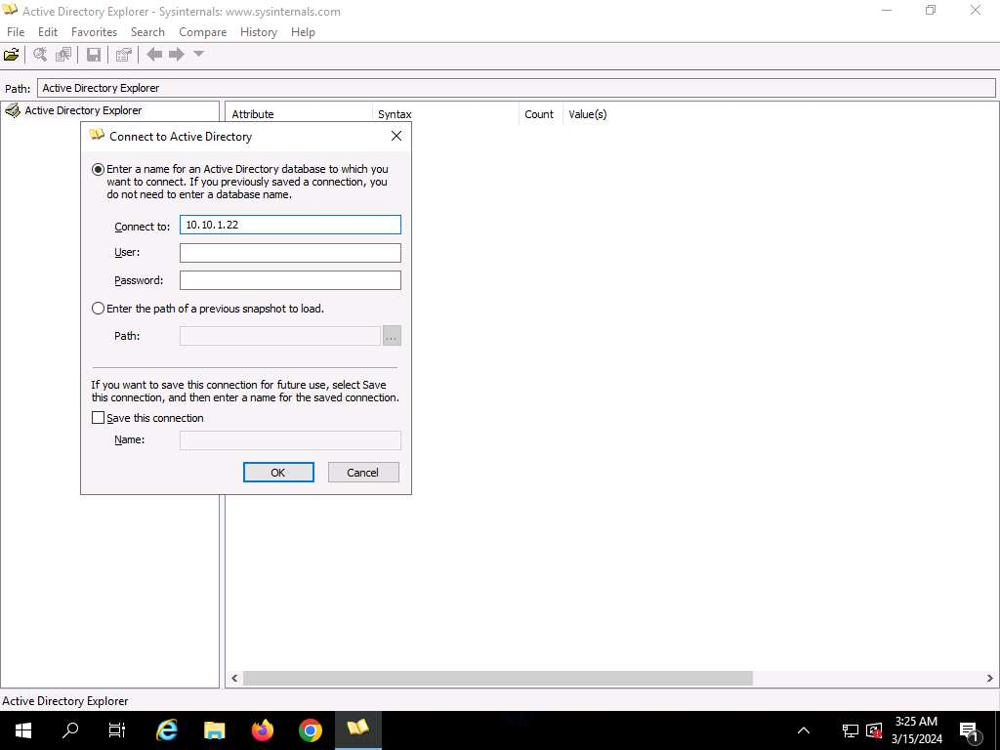 Active Directory Explorer - Sysinternals: www.sysinternals.com
File Edit Favorites Search Compare History Help
Path: Active Directory Explorer
Active Directory Explorer
Attribute Syntax Count Value(s)
Connect to Active Directory
Enter a name for an Active Directory database to which you
want to connect. If you previously saved a connection, you
do not need to enter a database name.
Connect to: 10.10.1.22
User:
Password:
Enter the path of a previous snapshot to load.
Path: ...
If you want to save this connection for future use, select Save
this connection, and then enter a name for the saved connection.
Save this connection
Name:
OK Cancel
Active Directory Explorer
3:25 AM
3/15/2024
1